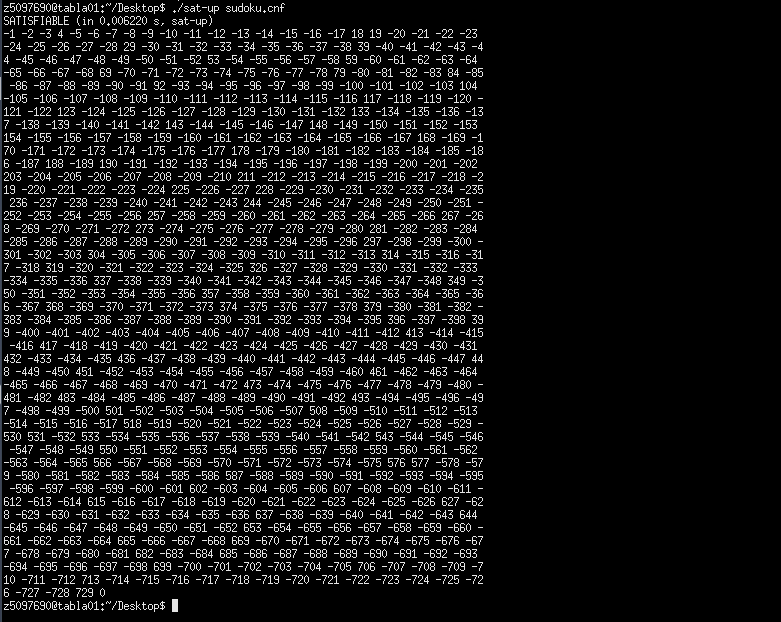 z5097690@tabla01:~/Desktop$ ./sat-up sudoku.cnf
SATISFIABLE (in 0.006220 s, sat-up)
-1 -2 -3 4 -5 -6 -7 -8 -9 -10 -11 -12 -13 -14 -15 -16 -17 18 19 -20 -21 -22 -23
-24 -25 -26 -27 -28 29 -30 -31 -32 -33 34 -35 -36 -37 -38 39 -40 -41 -42 -43 -4
4 -45 -46 -47 -48 -49 -50 -51 -52 53 -54 -55 -56 -57 -58 59 -60 -61 -62 -63 -64
-65 -66 -67 -68 69 -70 -71 -72 -73 -74 -75 -76 -77 -78 79 -80 -81 -82 -83 84 -85
-86 -87 -88 -89 -90 -91 92 -93 -94 -95 -96 -97 -98 -99 -100 -101 -102 -103 104
-105 -106 -107 -108 -109 -110 -111 -112 -113 -114 -115 -116 117 -118 -119 -120 -
121 -122 123 -124 -125 -126 -127 -128 -129 -130 -131 -132 133 -134 -135 -136 -13
7 -138 -139 -140 -141 -142 143 -144 -145 -146 -147 148 -149 -150 -151 -152 -153
154 -155 -156 -157 -158 -159 -160 -161 -162 -163 -164 -165 -166 -167 168 -169 -1
70 -171 -172 -173 -174 -175 -176 -177 178 -179 -180 -181 -182 -183 -184 -185 -18
6 -187 188 -189 190 -191 -192 -193 -194 -195 -196 -197 -198 -199 -200 -201 -202
203 -204 -205 -206 -207 -208 -209 -210 211 -212 -213 -214 -215 -216 -217 -218 -2
19 -220 -221 -222 -223 -224 225 -226 -227 228 -229 -230 -231 -232 -233 -234 -235
236 -237 -238 -239 -240 -241 -242 -243 244 -245 -246 -247 -248 -249 -250 -251 -
252 -253 -254 -255 -256 257 -258 -259 -260 -261 -262 -263 -264 -265 -266 267 -26
8 -269 -270 -271 -272 273 -274 -275 -276 -277 -278 -279 -280 281 -282 -283 -284
-285 -286 -287 -288 -289 -290 -291 -292 -293 -294 -295 -296 297 -298 -299 -300 -
301 -302 -303 304 -305 -306 -307 -308 -309 -310 -311 -312 -313 314 -315 -316 -31
7 -318 319 -320 -321 -322 -323 -324 -325 326 -327 -328 -329 -330 -331 -332 -333
-334 -335 -336 337 -338 -339 -340 -341 -342 -343 -344 -345 -346 -347 -348 349 -3
50 -351 -352 -353 -354 -355 -356 357 -358 -359 -360 -361 -362 -363 -364 -365 -36
6 -367 368 -369 -370 -371 -372 -373 374 -375 -376 -377 -378 379 -380 -381 -382 -
383 -384 -385 -386 -387 -388 -389 -390 -391 -392 -393 -394 -395 396 -397 -398 39
9 -400 -401 -402 -403 -404 -405 -406 -407 -408 -409 -410 -411 -412 413 -414 -415
-416 417 -418 -419 -420 -421 -422 -423 -424 -425 -426 -427 -428 -429 -430 -431
432 -433 -434 -435 436 -437 -438 -439 -440 -441 -442 -443 -444 -445 -446 -447 44
8 -449 -450 451 -452 -453 -454 -455 -456 -457 -458 -459 -460 461 -462 -463 -464
-465 -466 -467 -468 -469 -470 -471 -472 473 -474 -475 -476 -477 -478 -479 -480 -
481 -482 483 -484 -485 -486 -487 488 -489 -490 -491 -492 493 -494 -495 -496 -49
7 -498 -499 -500 501 -502 -503 -504 -505 -506 -507 508 -509 -510 -511 -512 -513
-514 -515 -516 -517 518 -519 -520 -521 -522 -523 -524 -525 -526 -527 -528 -529 -
530 531 -532 533 -534 -535 -536 -537 -538 -539 -540 -541 -542 543 -544 -545 -546
-547 -548 -549 550 -551 -552 -553 -554 -555 -556 -557 -558 -559 -560 -561 -562
-563 -564 -565 566 -567 -568 -569 -570 -571 -572 -573 -574 -575 576 577 -578 -57
9 -580 -581 -582 -583 -584 -585 -586 587 -588 -589 -590 -591 -592 -593 -594 -595
-596 -597 -598 -599 -600 -601 602 -603 -604 -605 -606 607 -608 -609 -610 -611 -
612 -613 -614 615 -616 -617 -618 -619 -620 -621 -622 -623 -624 -625 -626 627 -62
8 -629 -630 -631 -632 -633 -634 -635 -636 637 -638 -639 -640 -641 -642 -643 644
-645 -646 -647 -648 -649 -650 -651 -652 653 -654 -655 -656 -657 -658 -659 -660 -
661 -662 -663 664 -665 -666 -667 -668 669 -670 -671 -672 -673 -674 -675 -676 -67
7 -678 -679 -680 -681 682 -683 -684 685 -686 -687 -688 -689 -690 -691 -692 -693
-694 -695 -696 -697 -698 699 -700 -701 -702 -703 -704 -705 706 -707 -708 -709 -7
10 -711 -712 713 -714 -715 -716 -717 -718 -719 -720 -721 -722 -723 -724 -725 -72
6 -727 -728 729 0
z5097690@tabla01:~/Desktop$